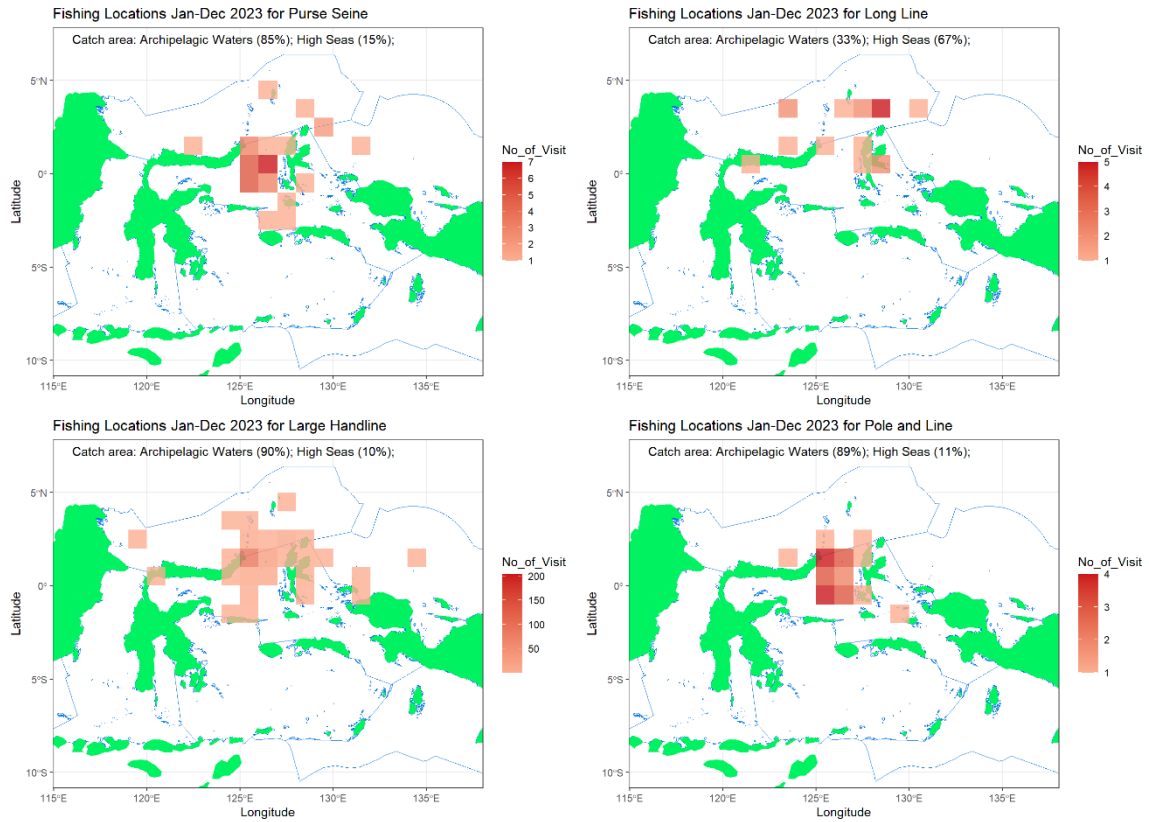 Fishing Locations Jan-Dec 2023 for Purse Seine
Catch area: Archipelagic Waters (85%); High Seas (15%);
5°N
0°
5°S
10°S
115°E
120°E
125°E
130°E
135°E
Latitude
Longitude
No_of_Visit
7
6
5
4
3
2
1
Fishing Locations Jan-Dec 2023 for Long Line
Catch area: Archipelagic Waters (33%); High Seas (67%);
5°N
0°
5°S
10°S
115°E
120°E
125°E
130°E
135°E
Latitude
Longitude
No_of_Visit
5
4
3
2
1
Fishing Locations Jan-Dec 2023 for Large Handline
Catch area: Archipelagic Waters (90%); High Seas (10%);
5°N
0°
5°S
10°S
115°E
120°E
125°E
130°E
135°E
Latitude
Longitude
No_of_Visit
200
150
100
50
Fishing Locations Jan-Dec 2023 for Pole and Line
Catch area: Archipelagic Waters (89%); High Seas (11%);
5°N
0°
5°S
10°S
115°E
120°E
125°E
130°E
135°E
Latitude
Longitude
No_of_Visit
4
3
2
1